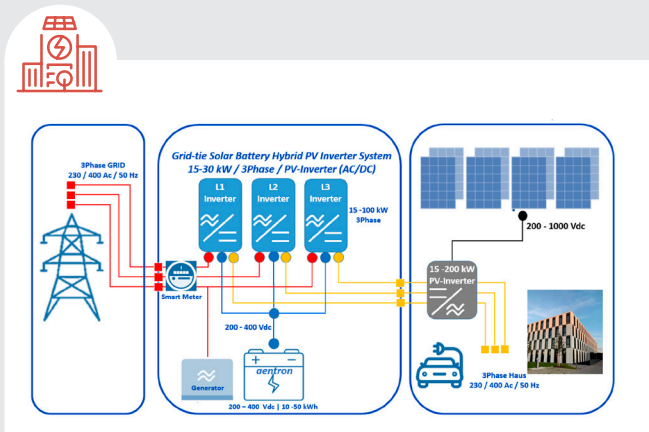 3Phase GRID
230 / 400 Ac / 50 Hz
Grid-tie Solar Battery Hybrid PV Inverter System
15-30 kW / 3Phase / PV-Inverter (AC/DC)
L1
Inverter
L2
Inverter
L3
Inverter
15 -100 kW
3Phase
Smart Meter
200 - 400 Vdc
Generator
aentron
200 – 400 Vdc | 10 -50 kWh
200 - 1000 Vdc
15 -200 kW
PV-Inverter
3Phase Haus
230 / 400 Ac / 50 Hz